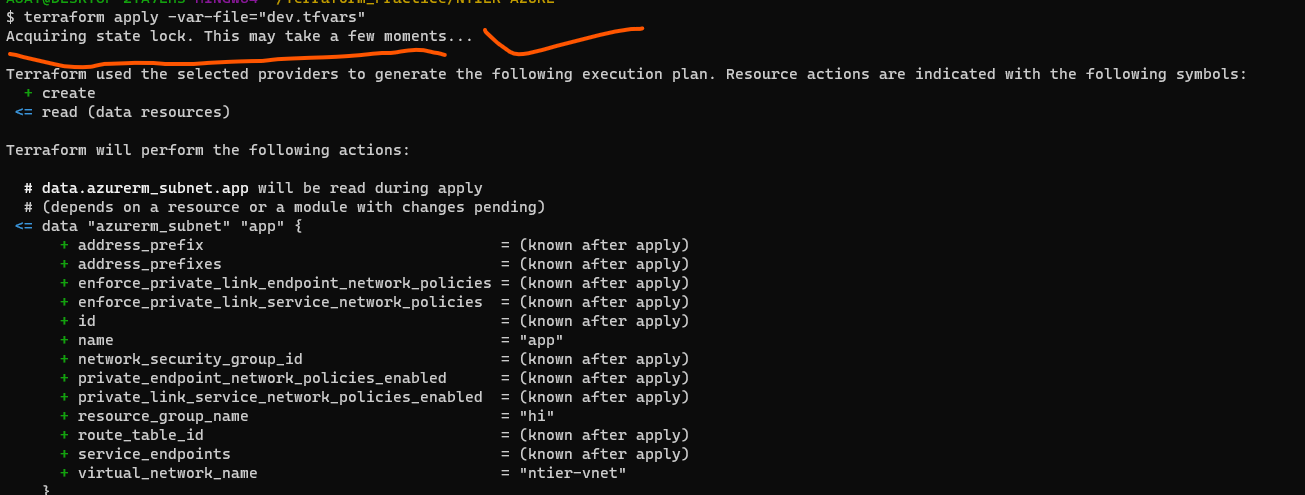 $ terraform apply -var-file="dev.tfvars"
Acquiring state lock. This may take a few moments...
Terraform used the selected providers to generate the following execution plan. Resource actions are indicated with the following symbols:
+ create
<= read (data resources)
Terraform will perform the following actions:
# data.azurerm_subnet.app will be read during apply
# (depends on a resource or a module with changes pending)
<= data "azurerm_subnet" "app" {
+ address_prefix = (known after apply)
+ address_prefixes = (known after apply)
+ enforce_private_link_endpoint_network_policies = (known after apply)
+ enforce_private_link_service_network_policies = (known after apply)
+ id = (known after apply)
+ name = "app"
+ network_security_group_id = (known after apply)
+ private_endpoint_network_policies_enabled = (known after apply)
+ private_link_service_network_policies_enabled = (known after apply)
+ resource_group_name = "hi"
+ route_table_id = (known after apply)
+ service_endpoints = (known after apply)
+ virtual_network_name = "ntier-vnet"
}